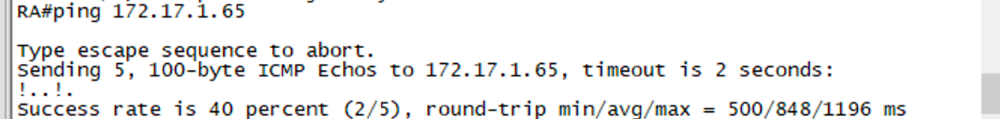 RA#ping 172.17.1.65
Type escape sequence to abort.
Sending 5, 100-byte ICMP Echos to 172.17.1.65, timeout is 2 seconds:
!..!.
Success rate is 40 percent (2/5), round-trip min/avg/max = 500/848/1196 ms